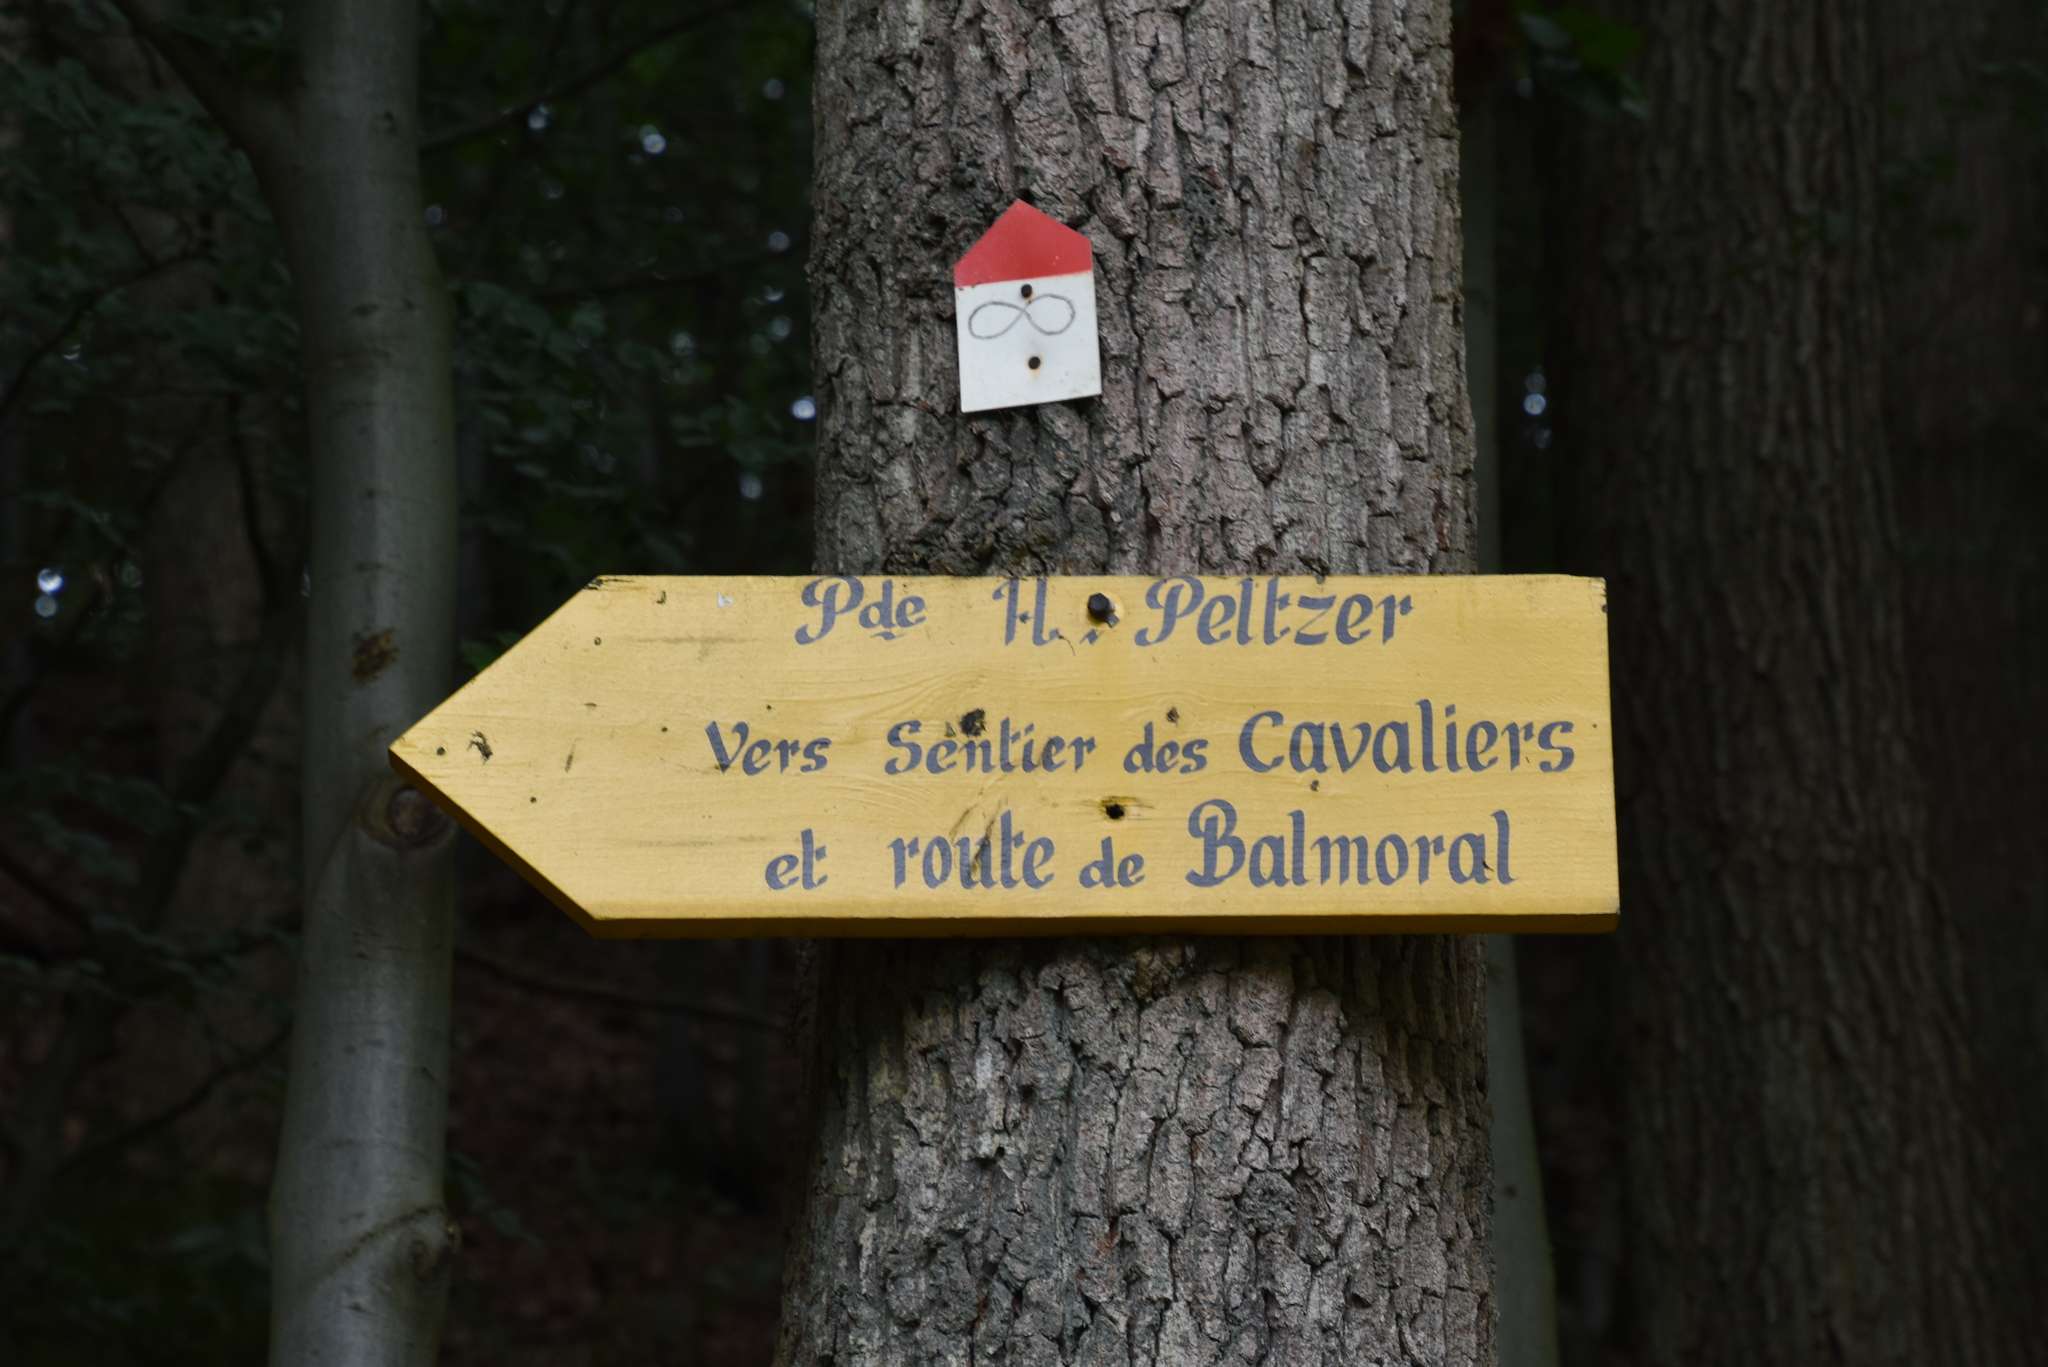 ∞
Pde H. Peltzer
Vers Sentier des Cavaliers
et route de Balmoral